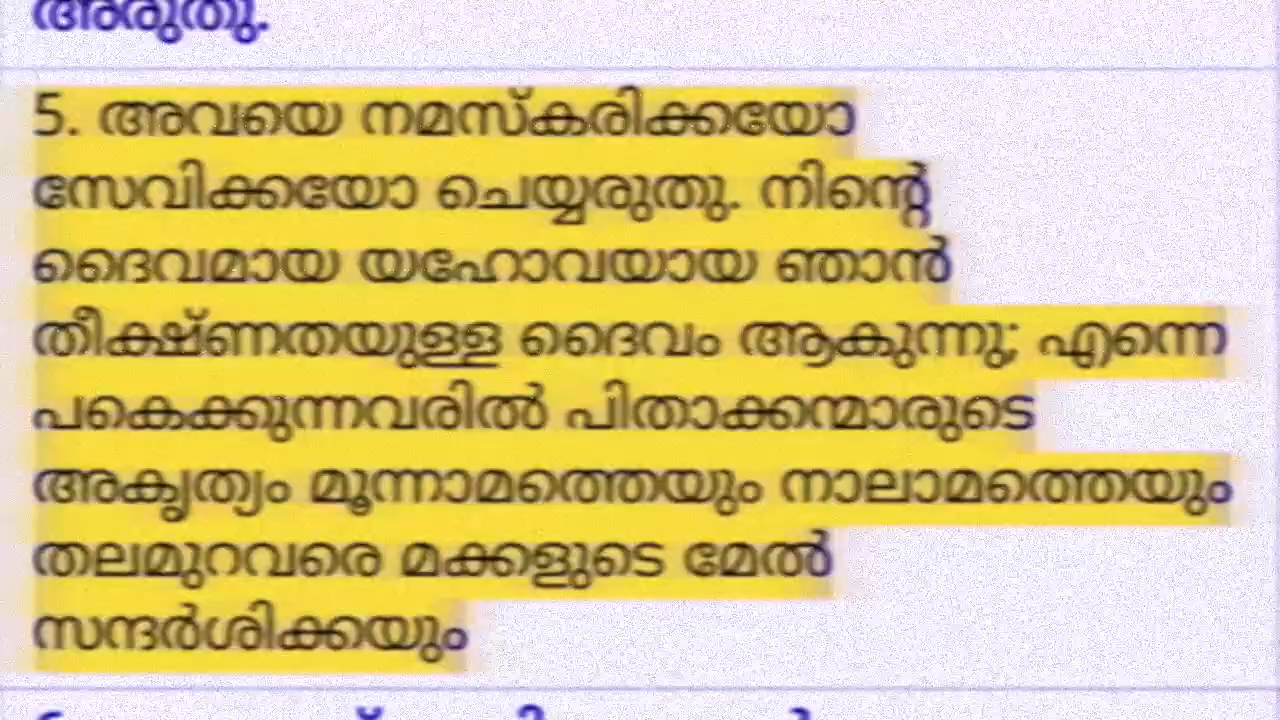 അരുതു.
5. അവയെ നമസ്കരിക്കയോ
സേവിക്കയോ ചെയ്യരുതു. നിന്റെ
ദൈവമായ യഹോവയായ ഞാൻ
തീക്ഷ്ണതയുള്ള ദൈവം ആകുന്നു; എന്നെ
പകെക്കുന്നവരിൽ പിതാക്കന്മാരുടെ
അകൃത്യം മൂന്നാമത്തെയും നാലാമത്തെയും
തലമുറവരെ മക്കളുടെ മേൽ
സന്ദർശിക്കയും